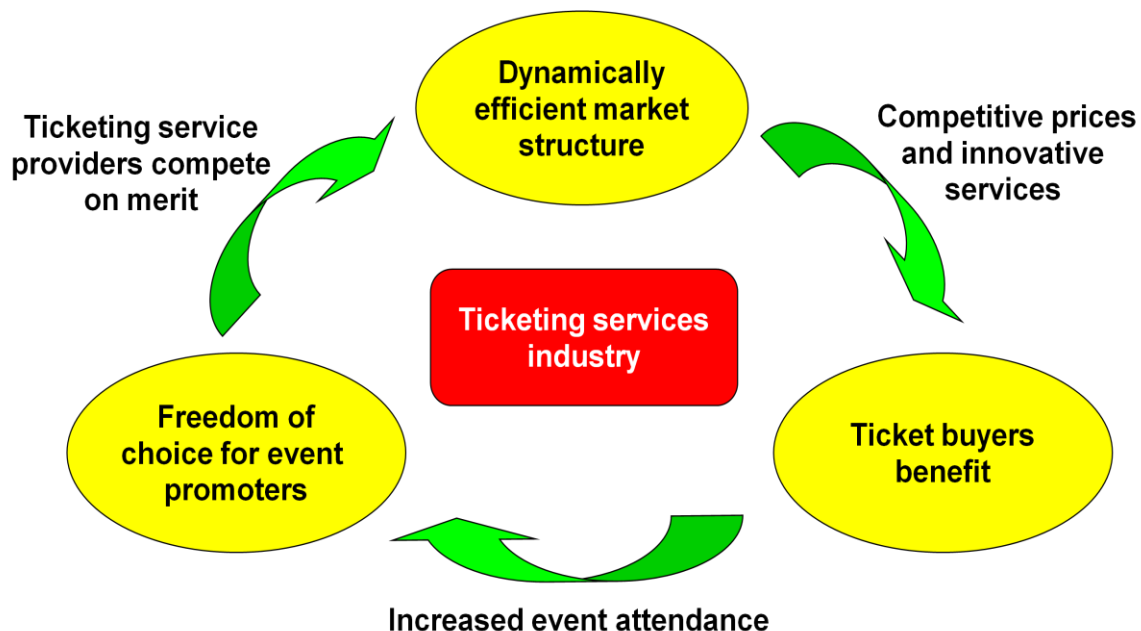 Dynamically
efficient market
structure
Ticketing service
providers compete
on merit
Competitive prices
and innovative
services
Ticketing services
industry
Freedom of
choice for event
promoters
Ticket buyers
benefit
Increased event attendance